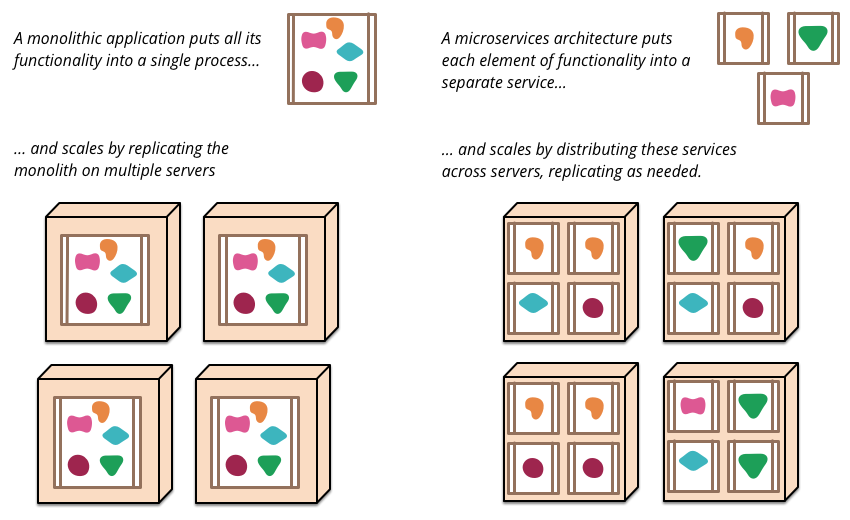 A monolithic application puts all its
functionality into a single process...
... and scales by replicating the
monolith on multiple servers
A microservices architecture puts
each element of functionality into a
separate service...
... and scales by distributing these services
across servers, replicating as needed.